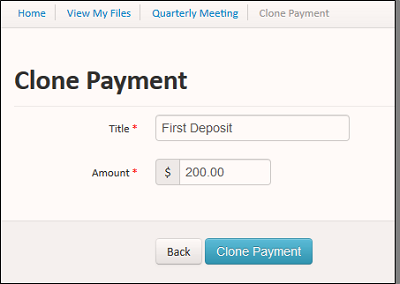 Home View My Files Quarterly Meeting Clone Payment
Clone Payment
Title * First Deposit
Amount * $ 200.00
Back Clone Payment